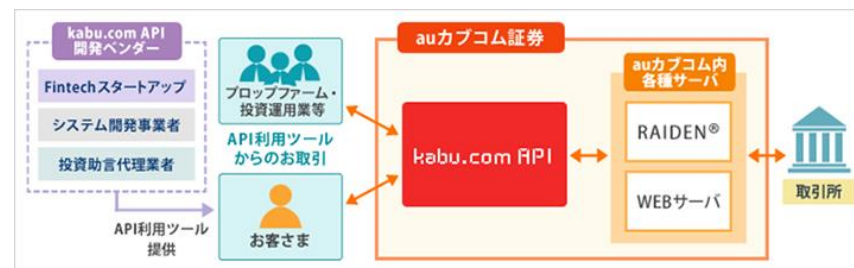 kabu.com API
開発ベンダー
Fintechスタートアップ
システム開発事業者
投資助言代理業者
API利用ツール
提供
プロップファーム・
投資運用業等
API利用ツール
からのお取引
お客さま
auカブコム証券
kabu.com API
auカブコム内
各種サーバ
RAIDEN®
WEBサーバ
取引所